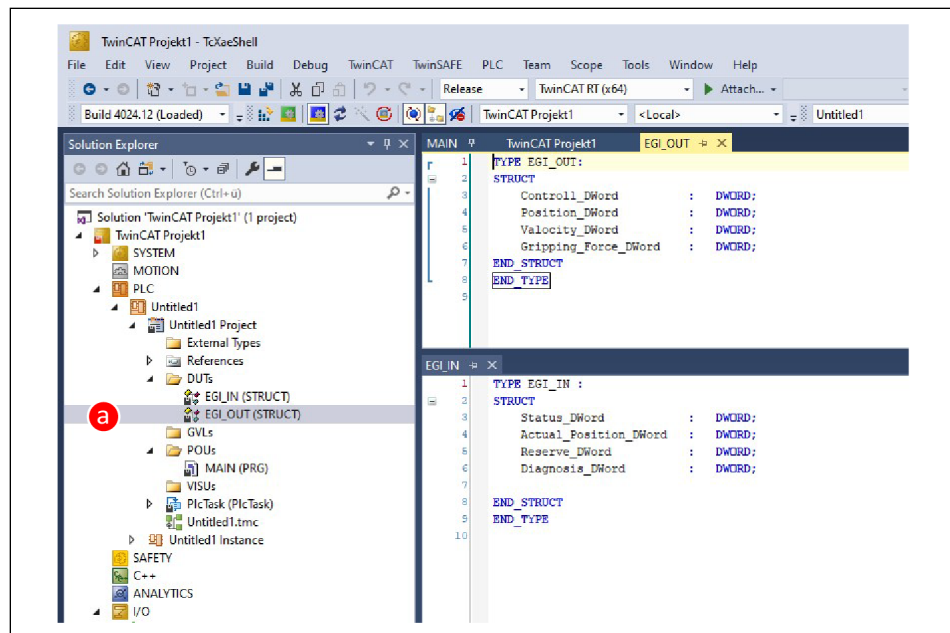 TwinCAT Projekt1 - TcXaeShell
File Edit View Project Build Debug TwinCAT TwinSAFE PLC Team Scope Tools Window Help
Release TwinCAT RT (x64) Attach...
Build 4024.12 (Loaded) TwinCAT Projekt1 <Local> Untitled1
Solution Explorer
Search Solution Explorer (Ctrl+ü)
Solution 'TwinCAT Projekt1' (1 project)
TwinCAT Projekt1
SYSTEM
MOTION
PLC
Untitled1
Untitled1 Project
External Types
References
DUTs
EGI_IN (STRUCT)
a
EGI_OUT (STRUCT)
GVLs
POUs
MAIN (PRG)
VISUs
PlcTask (PlcTask)
Untitled1.tmc
Untitled1 Instance
SAFETY
C++
ANALYTICS
I/O
MAIN TwinCAT Projekt1 EGI_OUT
1 TYPE EGI_OUT:
2 STRUCT
3 Controll_DWord : DWORD;
4 Position_DWord : DWORD;
5 Valocity_DWord : DWORD;
6 Gripping_Force_DWord : DWORD;
7 END_STRUCT
8 END_TYPE
9
EGI_IN
1 TYPE EGI_IN :
2 STRUCT
3 Status_DWord : DWORD;
4 Actual_Position_DWord : DWORD;
5 Reserve_DWord : DWORD;
6 Diagnosis_DWord : DWORD;
7
8 END_STRUCT
9 END_TYPE
10